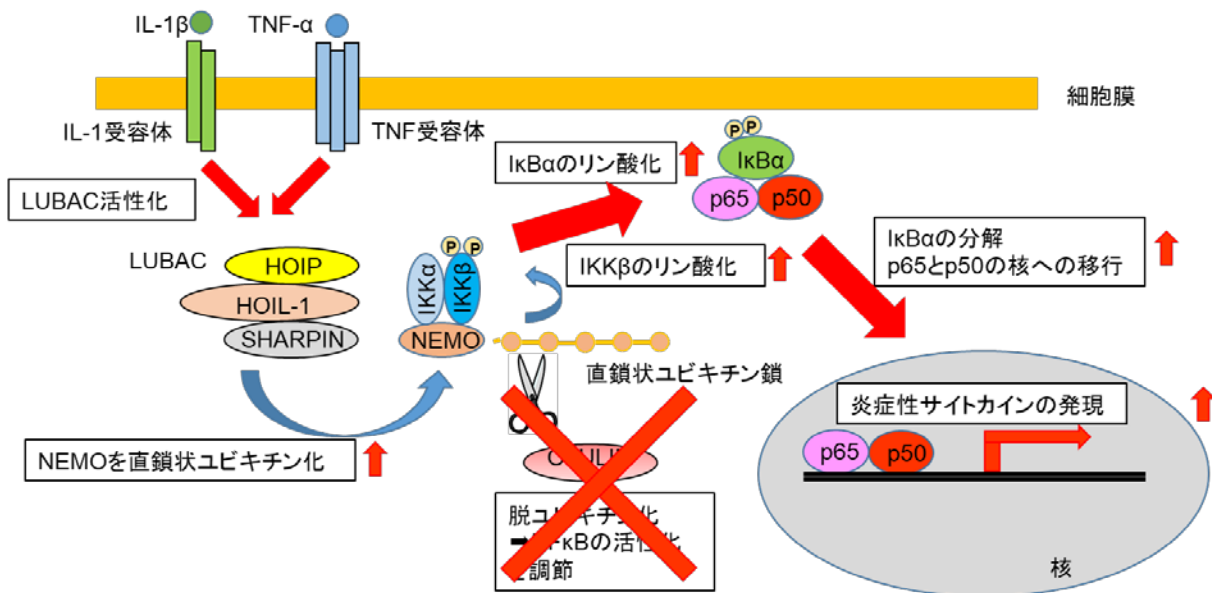 IL-1β
TNF-α
細胞膜
IL-1受容体
TNF受容体
LUBAC活性化
IκBαのリン酸化
P P
IκBα
p65
p50
LUBAC
HOIP
HOIL-1
SHARPIN
P P
IKKα
IKKβ
NEMO
IKKβのリン酸化
IκBαの分解
p65とp50の核への移行
直鎖状ユビキチン鎖
NEMOを直鎖状ユビキチン化
脱ユビキチン化
の活性化
調節
炎症性サイトカインの発現
p65
p50
核